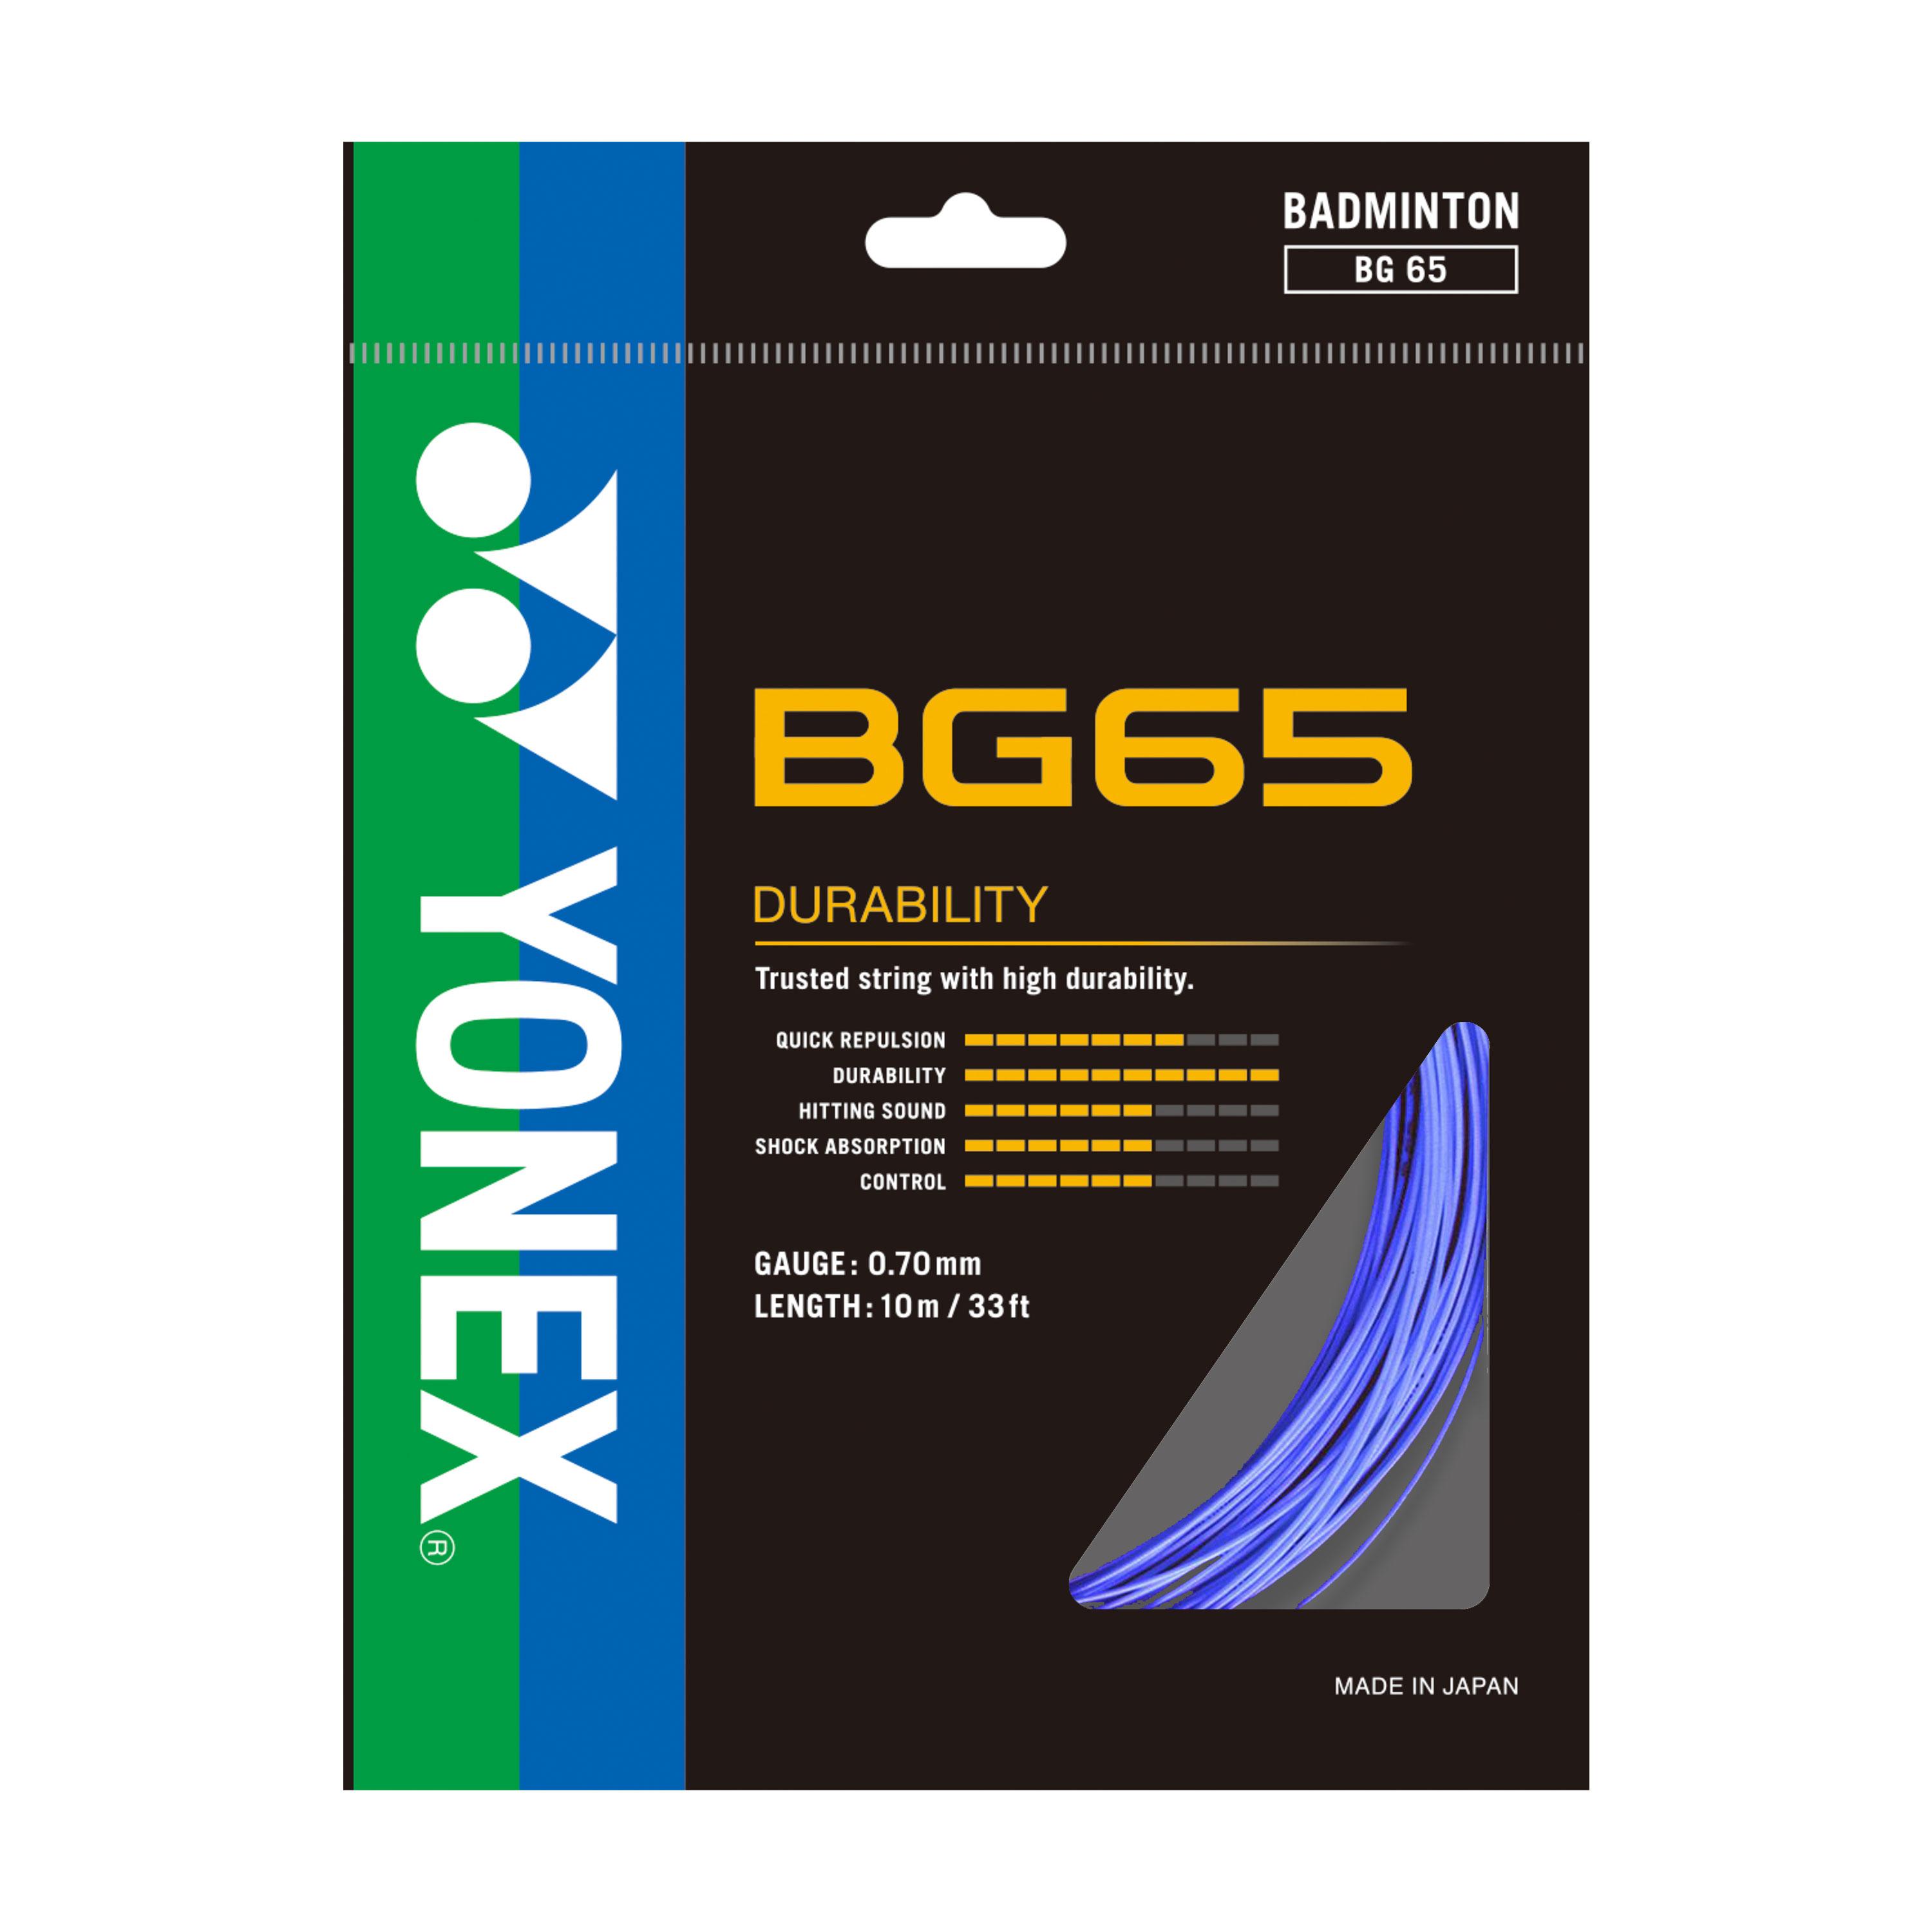 BADMINTON
BG 65
YONEX®
BG65
DURABILITY
Trusted string with high durability.
QUICK REPULSION
DURABILITY
HITTING SOUND
SHOCK ABSORPTION
CONTROL
GAUGE: 0.70mm
LENGTH: 10m / 33ft
MADE IN JAPAN